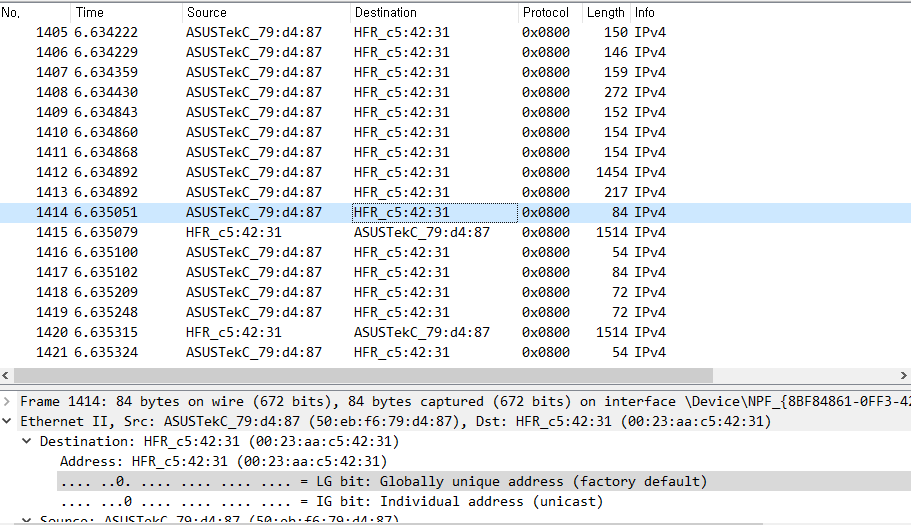 No. Time Source Destination Protocol Length Info
1405 6.634222 ASUSTekC_79:d4:87 HFR_c5:42:31 0x0800 150 IPv4
1406 6.634229 ASUSTekC_79:d4:87 HFR_c5:42:31 0x0800 146 IPv4
1407 6.634359 ASUSTekC_79:d4:87 HFR_c5:42:31 0x0800 159 IPv4
1408 6.634430 ASUSTekC_79:d4:87 HFR_c5:42:31 0x0800 272 IPv4
1409 6.634843 ASUSTekC_79:d4:87 HFR_c5:42:31 0x0800 152 IPv4
1410 6.634860 ASUSTekC_79:d4:87 HFR_c5:42:31 0x0800 154 IPv4
1411 6.634868 ASUSTekC_79:d4:87 HFR_c5:42:31 0x0800 154 IPv4
1412 6.634892 ASUSTekC_79:d4:87 HFR_c5:42:31 0x0800 1454 IPv4
1413 6.634892 ASUSTekC_79:d4:87 HFR_c5:42:31 0x0800 217 IPv4
1414 6.635051 ASUSTekC_79:d4:87 HFR_c5:42:31 0x0800 84 IPv4
1415 6.635079 HFR_c5:42:31 ASUSTekC_79:d4:87 0x0800 1514 IPv4
1416 6.635100 ASUSTekC_79:d4:87 HFR_c5:42:31 0x0800 54 IPv4
1417 6.635102 ASUSTekC_79:d4:87 HFR_c5:42:31 0x0800 84 IPv4
1418 6.635209 ASUSTekC_79:d4:87 HFR_c5:42:31 0x0800 72 IPv4
1419 6.635248 ASUSTekC_79:d4:87 HFR_c5:42:31 0x0800 72 IPv4
1420 6.635315 HFR_c5:42:31 ASUSTekC_79:d4:87 0x0800 1514 IPv4
1421 6.635324 ASUSTekC_79:d4:87 HFR_c5:42:31 0x0800 54 IPv4
Frame 1414: 84 bytes on wire (672 bits), 84 bytes captured (672 bits) on interface \Device\NPF_{8BF84861-0FF3-42
Ethernet II, Src: ASUSTekC_79:d4:87 (50:eb:f6:79:d4:87), Dst: HFR_c5:42:31 (00:23:aa:c5:42:31)
Destination: HFR_c5:42:31 (00:23:aa:c5:42:31)
Address: HFR_c5:42:31 (00:23:aa:c5:42:31)
.... ..0. .... .... .... .... = LG bit: Globally unique address (factory default)
.... ...0 .... .... .... .... = IG bit: Individual address (unicast)
Source: ASUSTekC_79:d4:87 (50:eb:f6:79:d4:87)